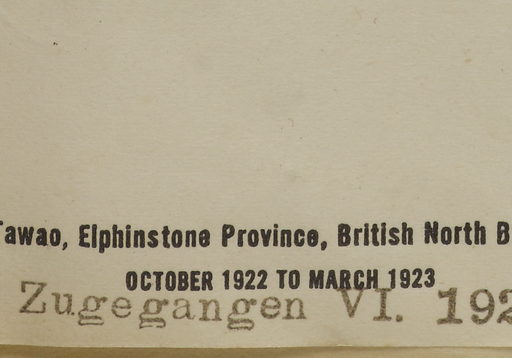 Tawao, Elphinstone Province, British North B
OCTOBER 1922 TO MARCH 1923
Zugegangen VI. 192